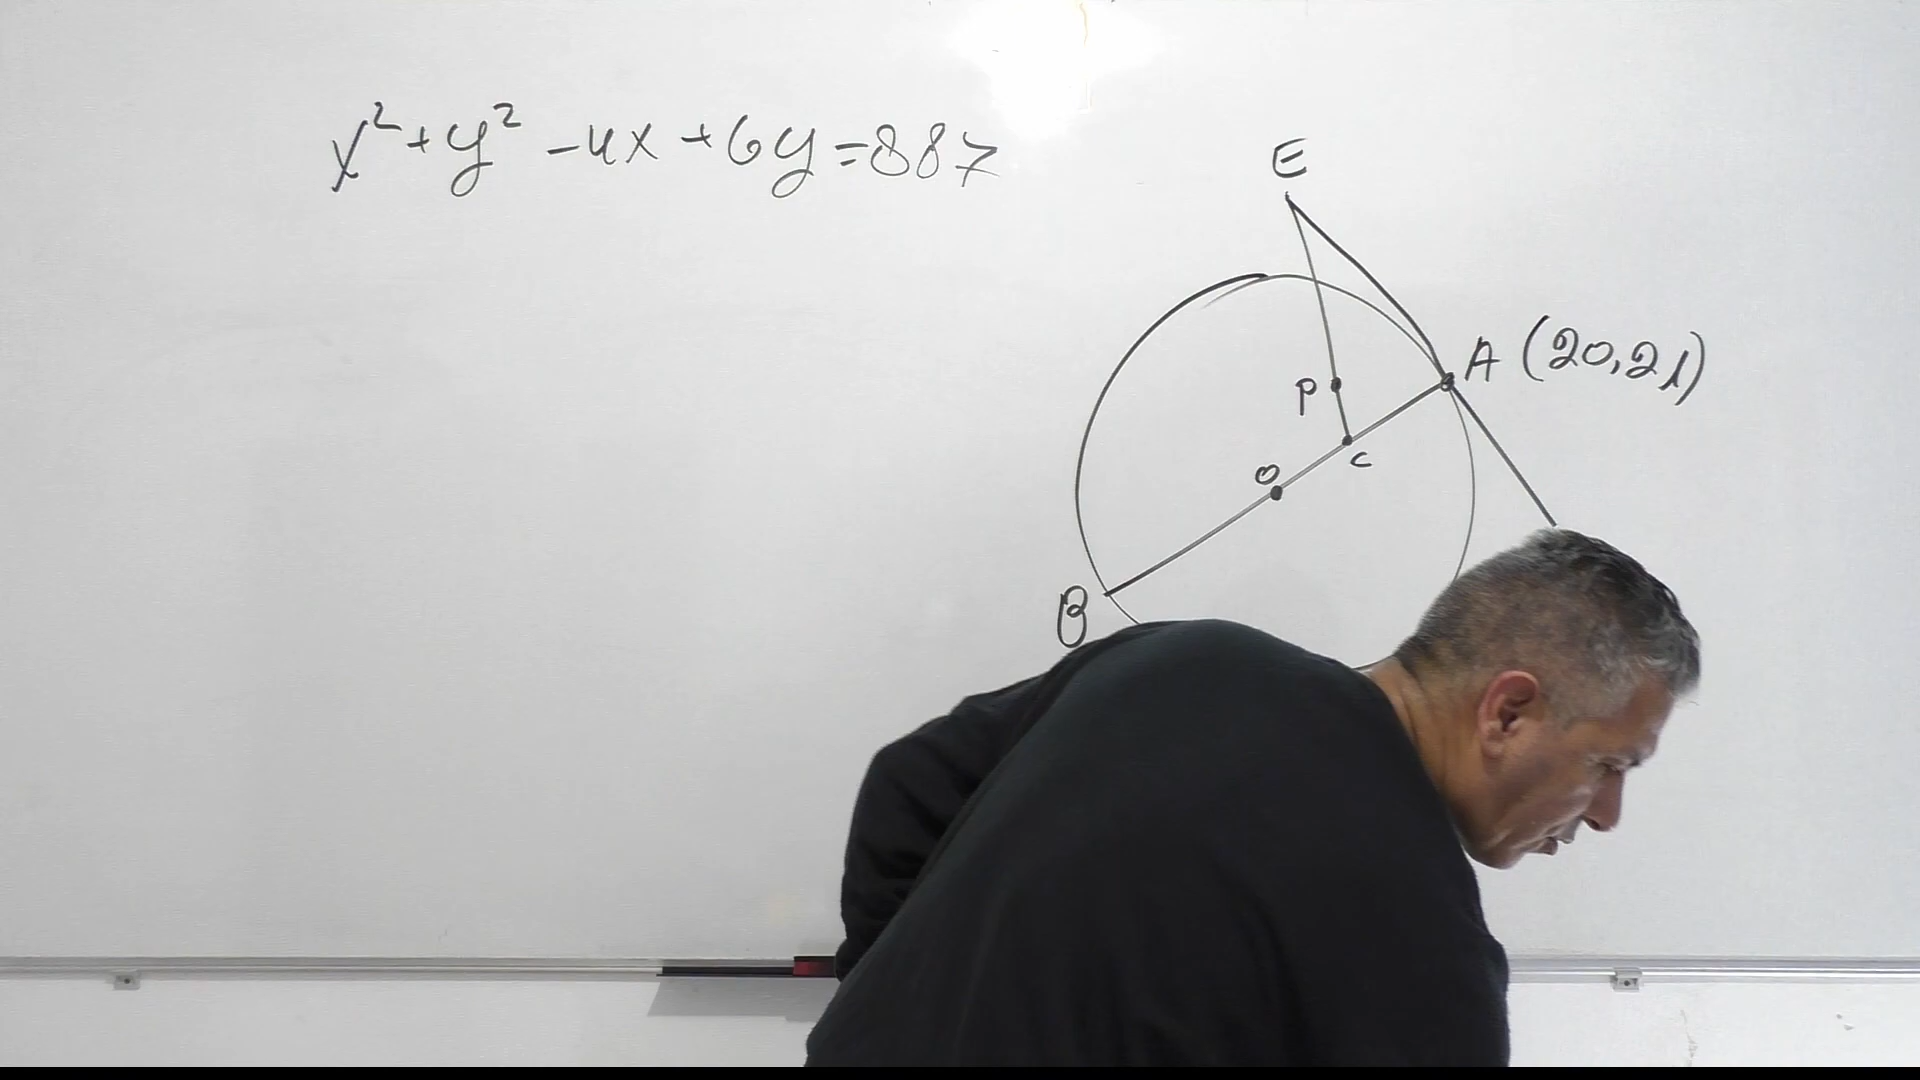 x² + y² - 4x + 6y = 887
E
A (20, 21)
P
C
O
B